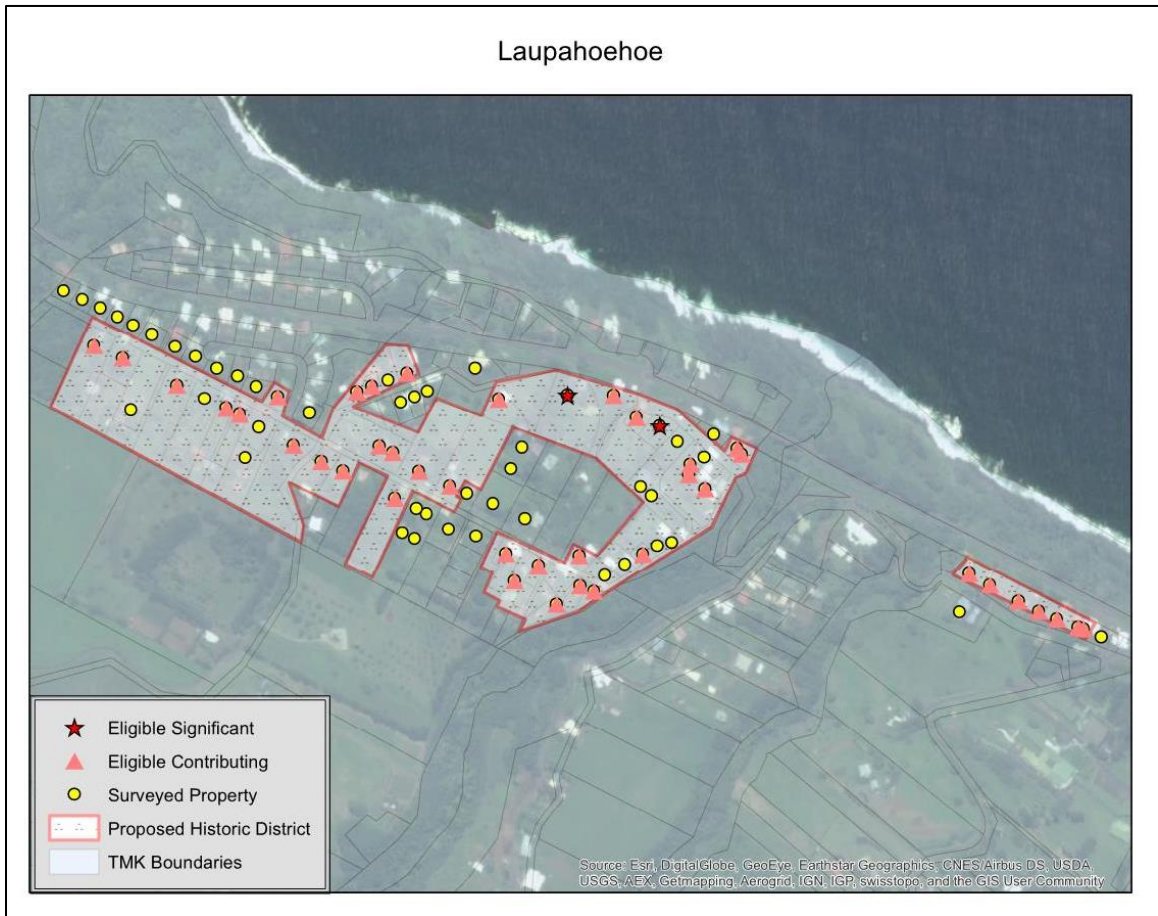 Laupahoehoe
Eligible Significant
Eligible Contributing
Surveyed Property
Proposed Historic District
TMK Boundaries
Source: Esri, DigitalGlobe, GeoEye, Earthstar Geographics, CNES/Airbus DS, USDA,
USGS, AEX, Getmapping, Aerogrid, IGN, IGP, swisstopo, and the GIS User Community